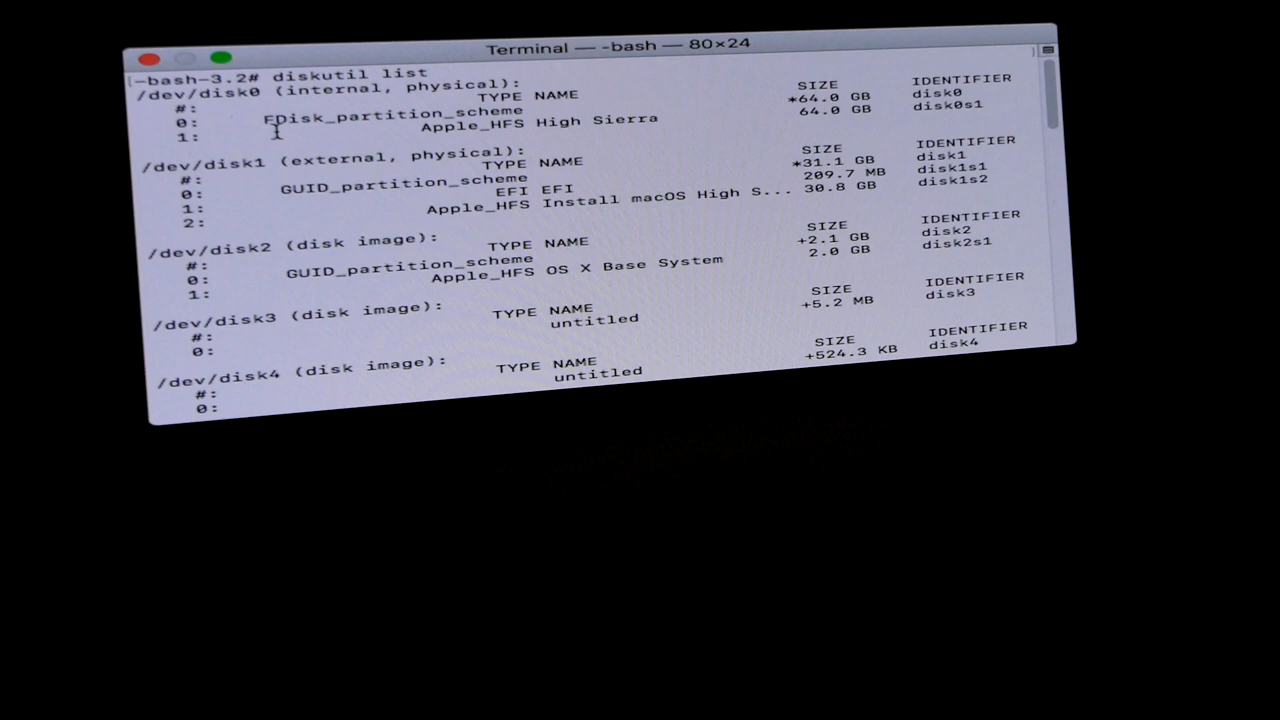 Terminal — -bash — 80×24
-bash-3.2# diskutil list
/dev/disk0 (internal, physical):
#: TYPE NAME SIZE IDENTIFIER
0: FDisk_partition_scheme *64.0 GB disk0
1: Apple_HFS High Sierra 64.0 GB disk0s1
/dev/disk1 (external, physical):
#: TYPE NAME SIZE IDENTIFIER
0: GUID_partition_scheme *31.1 GB disk1
1: EFI EFI 209.7 MB disk1s1
2: Apple_HFS Install macOS High S... 30.8 GB disk1s2
/dev/disk2 (disk image):
#: TYPE NAME SIZE IDENTIFIER
0: GUID_partition_scheme +2.1 GB disk2
1: Apple_HFS OS X Base System 2.0 GB disk2s1
/dev/disk3 (disk image):
#: TYPE NAME SIZE IDENTIFIER
0: untitled +5.2 MB disk3
/dev/disk4 (disk image):
#: TYPE NAME SIZE IDENTIFIER
0: untitled +524.3 KB disk4